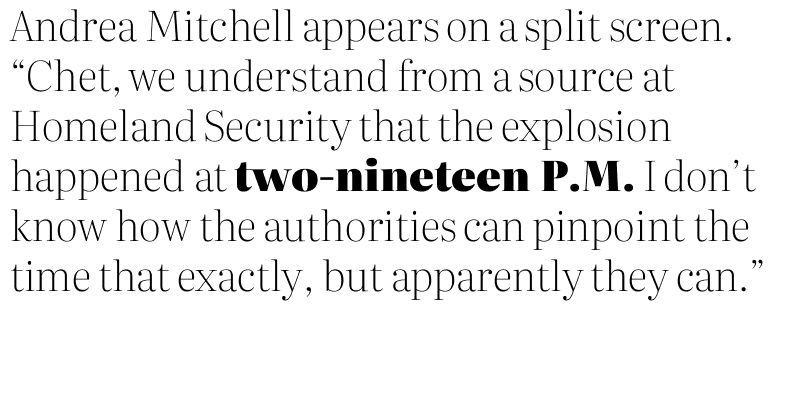 Andrea Mitchell appears on a split screen.
“Chet, we understand from a source at
Homeland Security that the explosion
happened at two-nineteen P.M. I don’t
know how the authorities can pinpoint the
time that exactly, but apparently they can.”